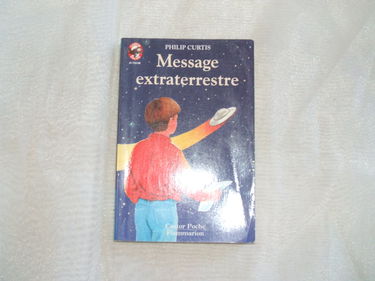 PHILIP CURTIS
Message
extraterrestre
Castor Poche
Flammarion